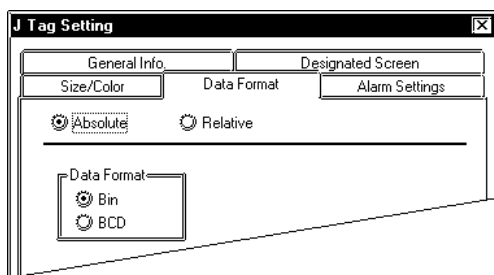 J Tag Setting
General Info. Designated Screen
Size/Color Data Format Alarm Settings
Absolute Relative
Data Format
Bin
BCD